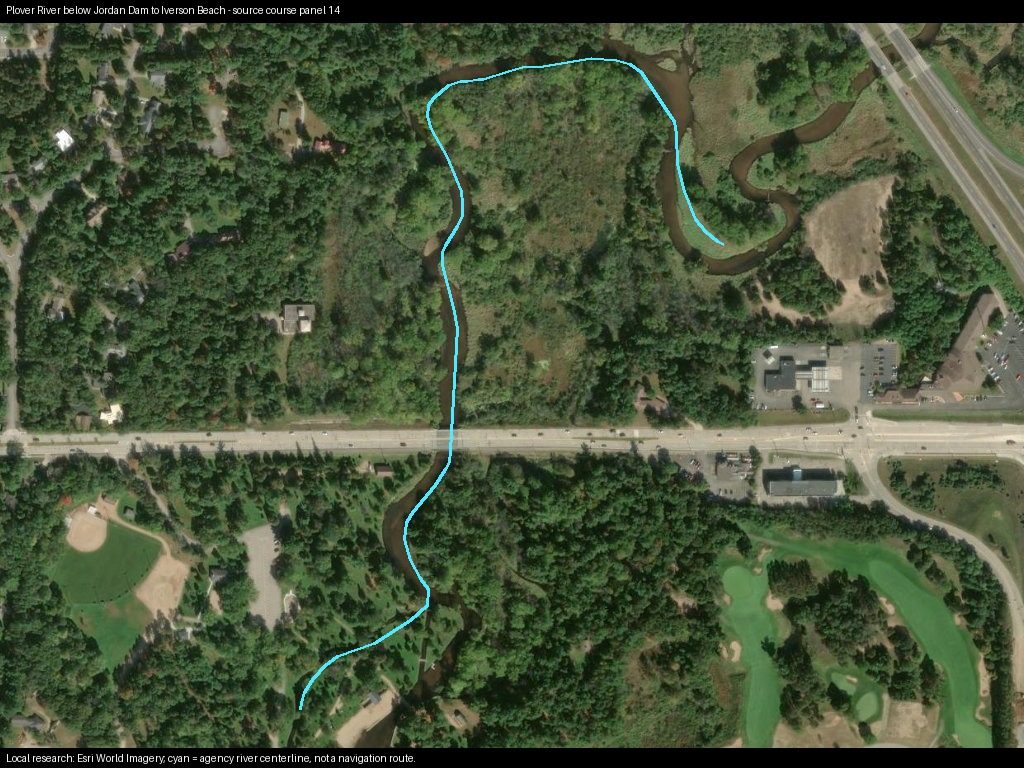 Plover River below Jordan Dam to Iverson Beach - source course panel 14
Local research: Esri World Imagery; cyan = agency river centerline, not a navigation route.